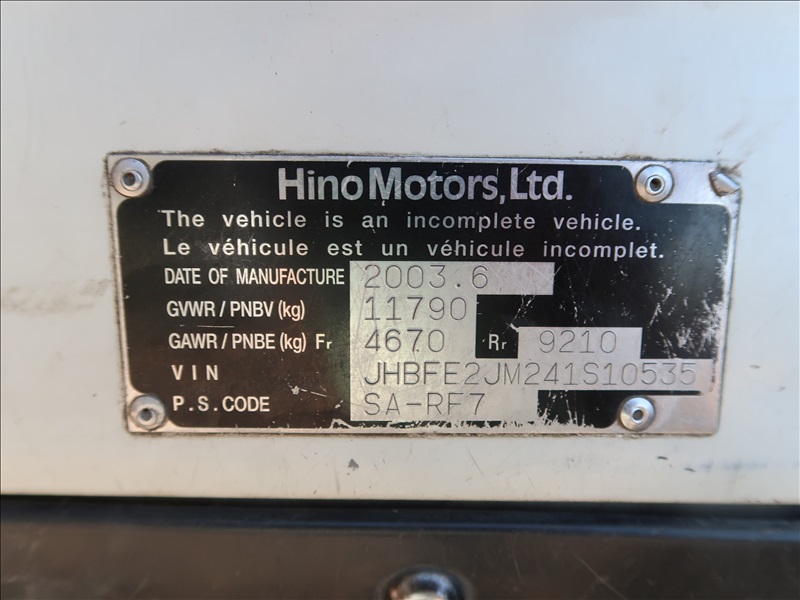 Hino Motors, Ltd.
The vehicle is an incomplete vehicle.
Le véhicule est un véhicule incomplet.
DATE OF MANUFACTURE 2003.6
GVWR / PNBV (kg) 11790
GAWR / PNBE (kg) Fr 4670 Rr 9210
VIN JHBFE2JM241S10535
P.S.CODE SA-RF7